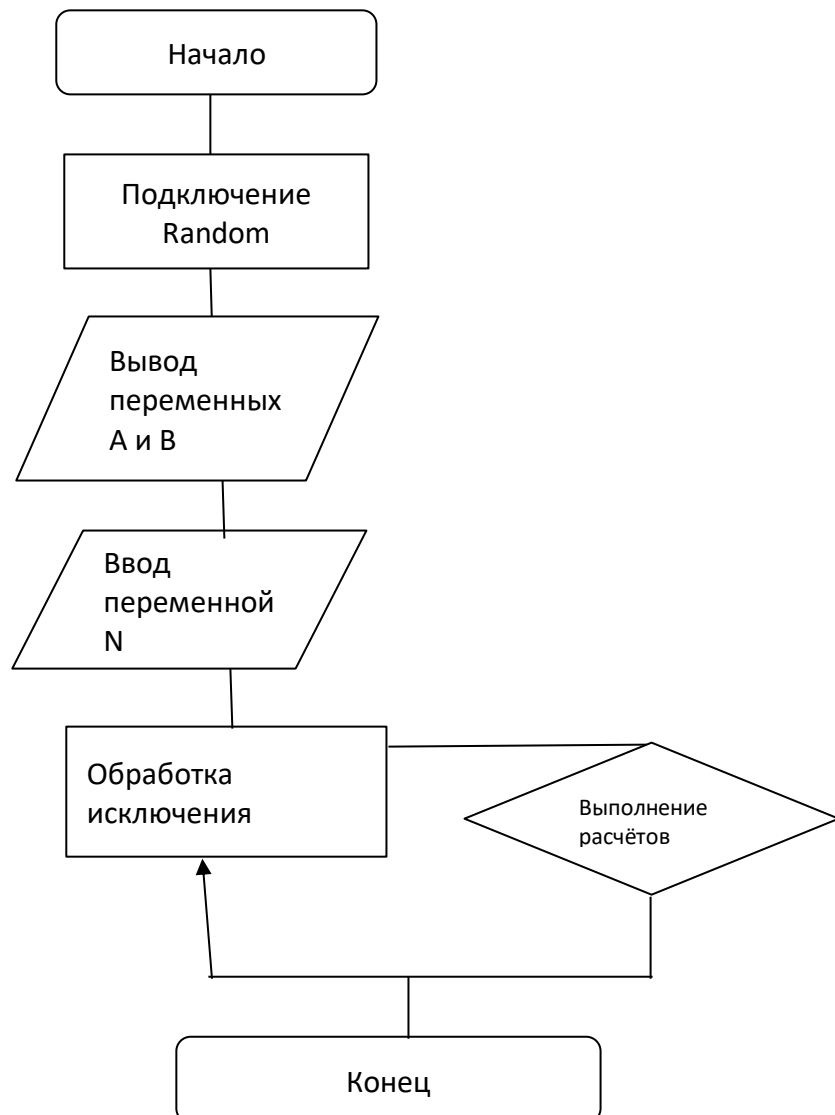 Начало
Подключение
Random
Вывод
переменных
A и B
Ввод
переменной
N
Обработка
исключения
Выполнение
расчётов
Конец